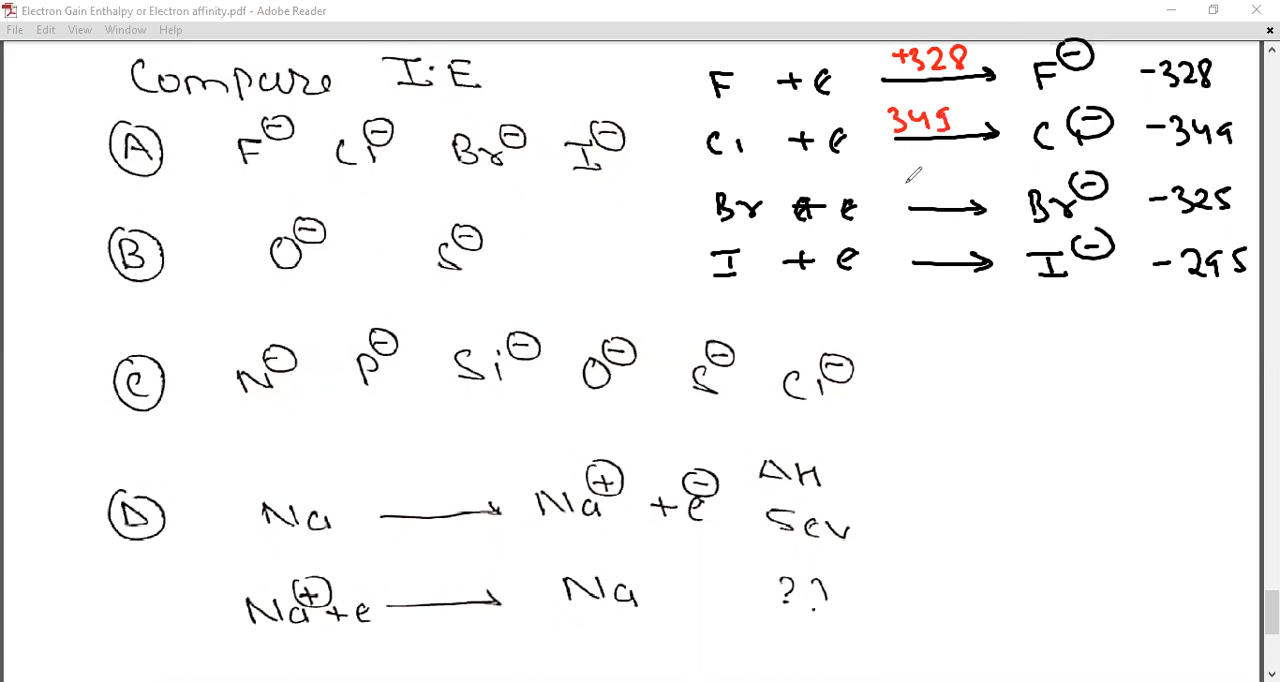 Electron Gain Enthalpy or Electron affinity.pdf - Adobe Reader
File Edit View Window Help
Compare I.E
A F⊖ Cl⊖ Br⊖ I⊖
B O⊖ S⊖
C N⊖ P⊖ Si⊖ O⊖ S⊖ Cl⊖
D Na → Na⊕ + e⊖ ΔH 5ev
Na⊕ + e → Na ??
F + e +328 → F⊖ -328
Cl + e 349 → Cl⊖ -349
Br + e → Br⊖ -325
I + e → I⊖ -295